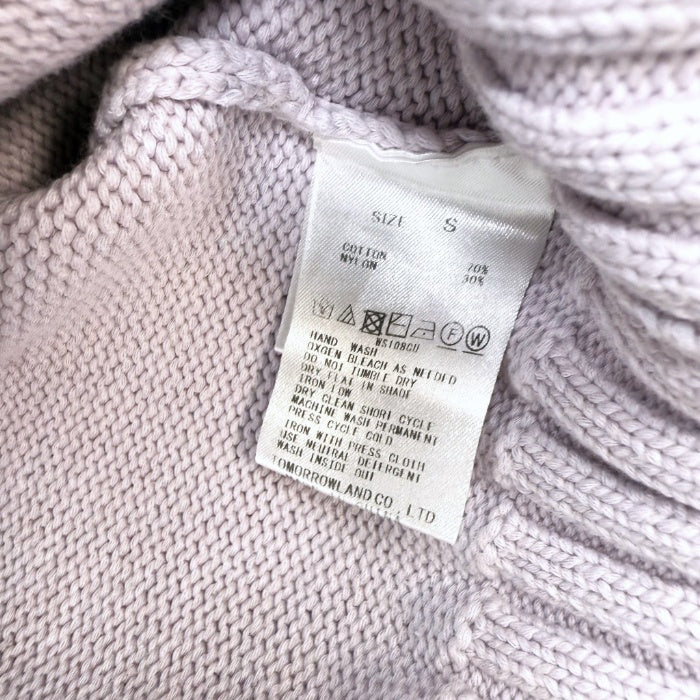 SIZE S
COTTON 70%
NYLON 30%
F W
WS108CU
HAND WASH
OXGEN BLEACH AS NEEDED
DO NOT TUMBLE DRY
DRY FLAT IN SHADE
IRON LOW
DRY CLEAN SHORT CYCLE
MACHINE WASH PERMANENT
PRESS CYCLE COLD
IRON WITH PRESS CLOTH
USE NEUTRAL DETERGENT
WASH INSIDE OUT
TOMORROWLAND CO., LTD